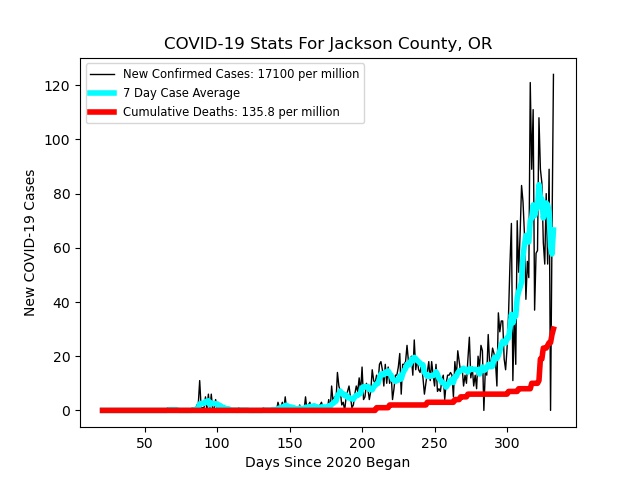 COVID-19 Stats For Jackson County, OR
New Confirmed Cases: 17100 per million
7 Day Case Average
Cumulative Deaths: 135.8 per million
New COVID-19 Cases
120
100
80
60
40
20
0
50 100 150 200 250 300
Days Since 2020 Began